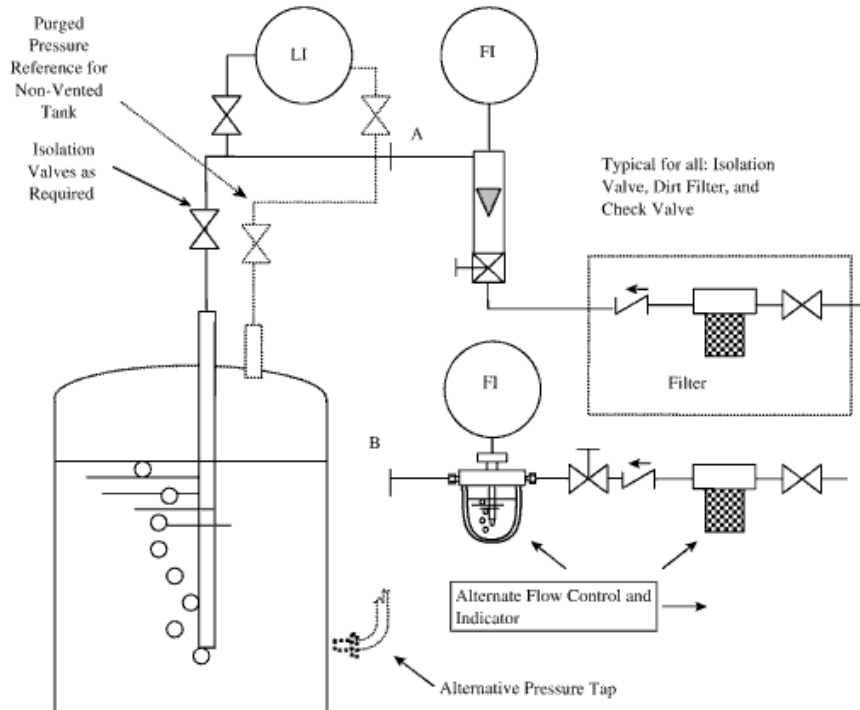 Purged
Pressure
Reference for
Non-Vented
Tank
LI
FI
A
Isolation
Valves as
Required
Typical for all: Isolation
Valve, Dirt Filter, and
Check Valve
Filter
FI
B
Alternate Flow Control and
Indicator
Alternative Pressure Tap